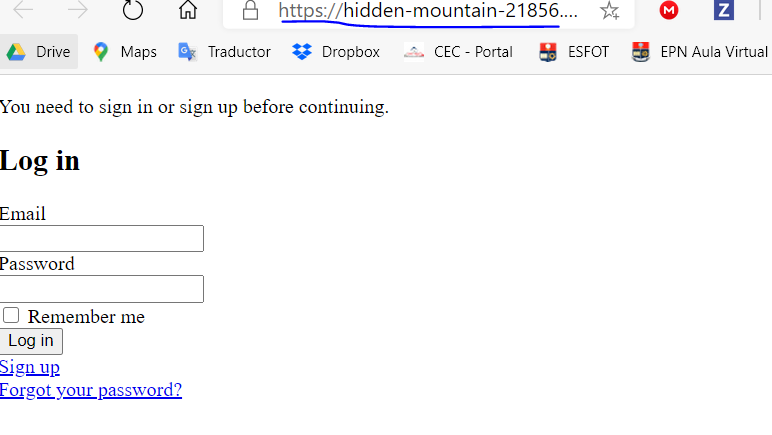 https://hidden-mountain-21856....
M
Z
Drive
Maps
Traductor
Dropbox
CEC - Portal
ESFOT
EPN Aula Virtual
You need to sign in or sign up before continuing.
Log in
Email
Password
Remember me
Log in
Sign up
Forgot your password?